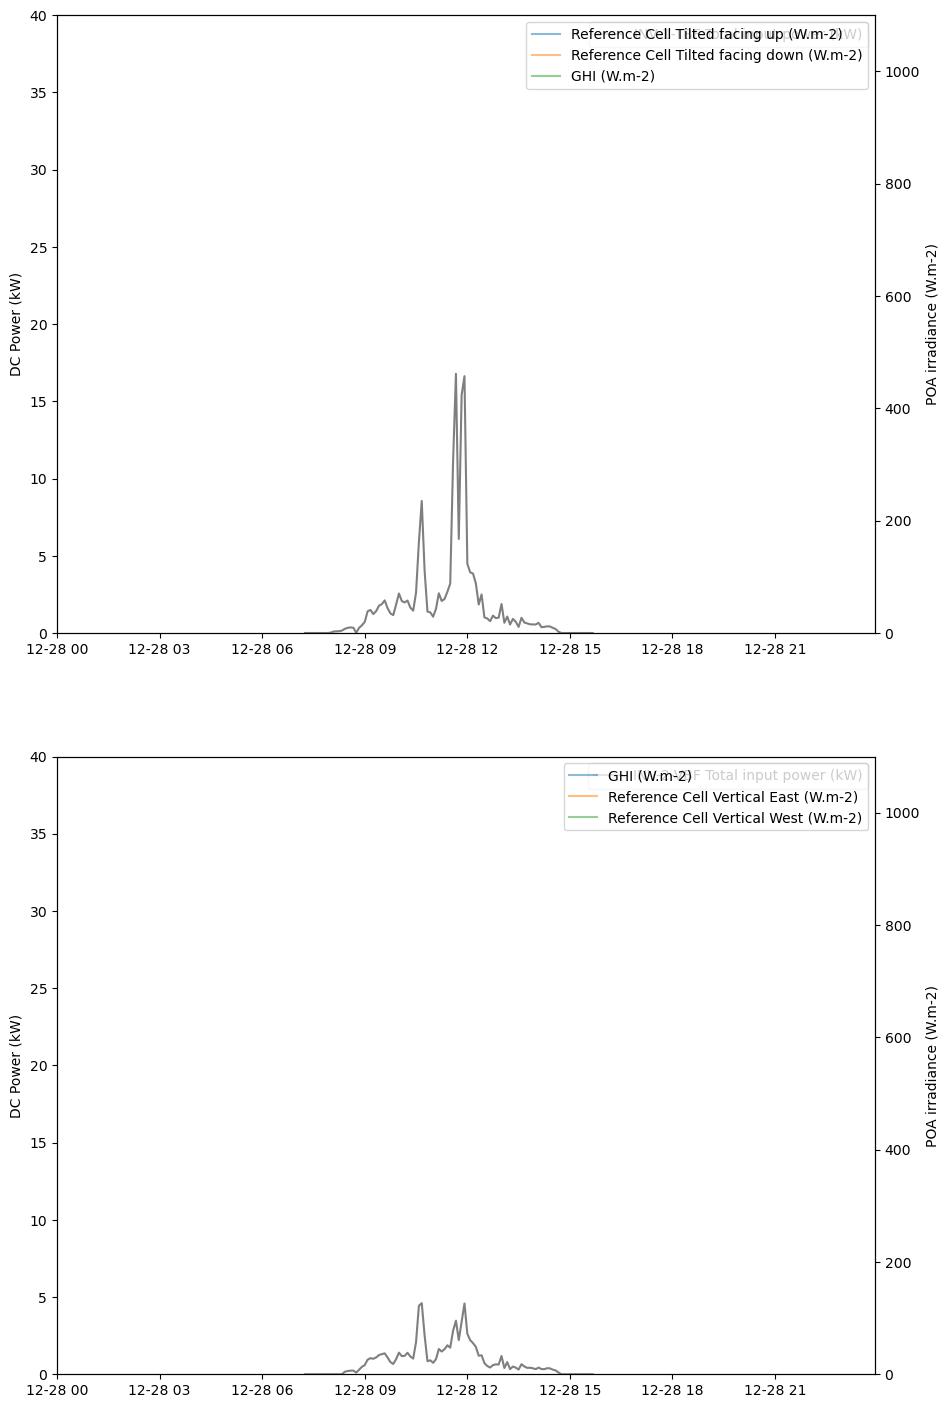 40
35
30
25
20
15
10
5
0
DC Power (kW)
Reference Cell Tilted facing up (W.m-2)
Reference Cell Tilted facing down (W.m-2)
GHI (W.m-2)
1000
800
600
400
200
0
POA irradiance (W.m-2)
12-28 00 12-28 03 12-28 06 12-28 09 12-28 12 12-28 15 12-28 18 12-28 21
40
35
30
25
20
15
10
5
0
DC Power (kW)
GHI (W.m-2)
Total input power (kW)
Reference Cell Vertical East (W.m-2)
Reference Cell Vertical West (W.m-2)
1000
800
600
400
200
0
POA irradiance (W.m-2)
12-28 00 12-28 03 12-28 06 12-28 09 12-28 12 12-28 15 12-28 18 12-28 21